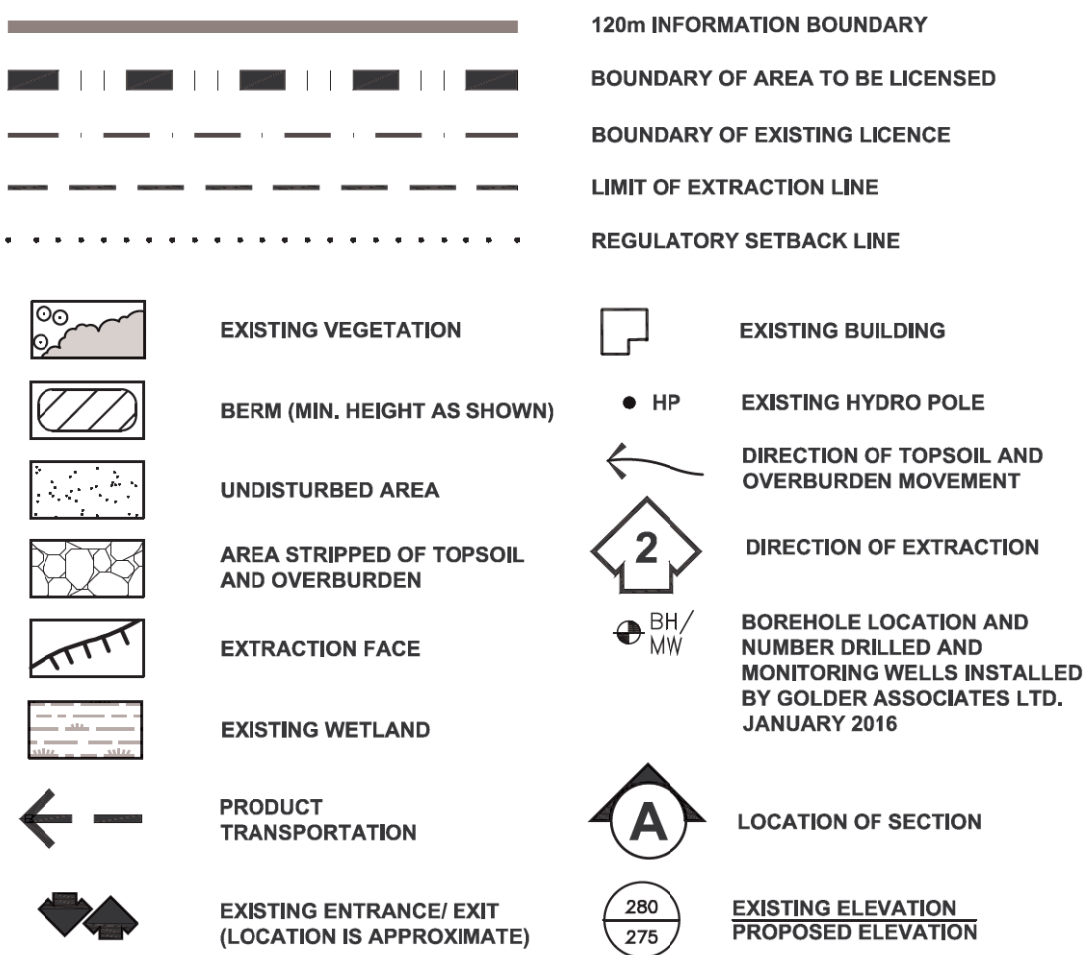 120m INFORMATION BOUNDARY
BOUNDARY OF AREA TO BE LICENSED
BOUNDARY OF EXISTING LICENCE
LIMIT OF EXTRACTION LINE
REGULATORY SETBACK LINE
EXISTING VEGETATION
BERM (MIN. HEIGHT AS SHOWN)
UNDISTURBED AREA
AREA STRIPPED OF TOPSOIL
AND OVERBURDEN
EXTRACTION FACE
EXISTING WETLAND
PRODUCT
TRANSPORTATION
EXISTING ENTRANCE/ EXIT
(LOCATION IS APPROXIMATE)
EXISTING BUILDING
HP EXISTING HYDRO POLE
DIRECTION OF TOPSOIL AND
OVERBURDEN MOVEMENT
2 DIRECTION OF EXTRACTION
BH/
MW
BOREHOLE LOCATION AND
NUMBER DRILLED AND
MONITORING WELLS INSTALLED
BY GOLDER ASSOCIATES LTD.
JANUARY 2016
A LOCATION OF SECTION
280 EXISTING ELEVATION
275 PROPOSED ELEVATION